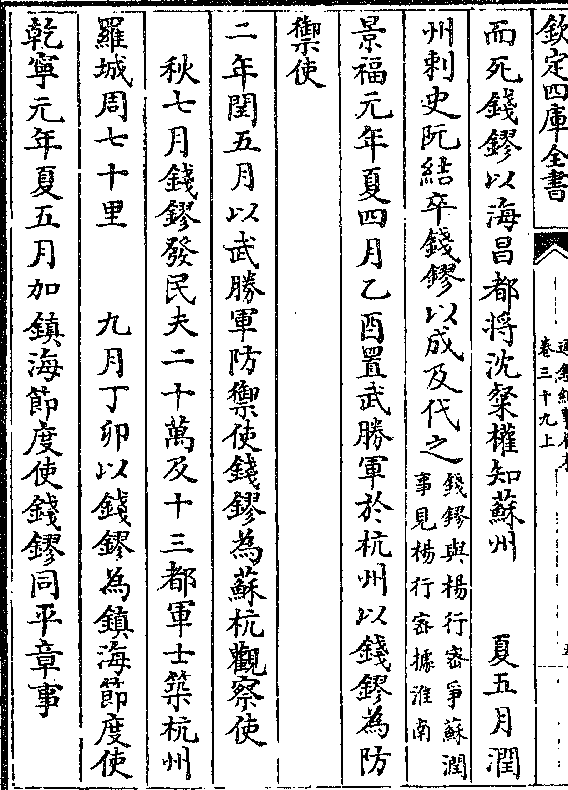 欽定四庫全書
卷三十九上
而死錢鏐以海昌都將沈粲權知蘇州　夏五月潤
州刺史阮結卒錢鏐以成及代之錢鏐與楊行密爭蘇潤
事見楊行密據淮南
景福元年夏四月乙酉置武勝軍於杭州以錢鏐為防
禦使
二年閏五月以武勝軍防禦使錢鏐為蘇杭觀察使
秋七月錢鏐發民夫二十萬及十三都軍士築杭州
羅城周七十里　九月丁卯以錢鏐為鎮海節度使
乾寧元年夏五月加鎮海節度使錢鏐同平章事